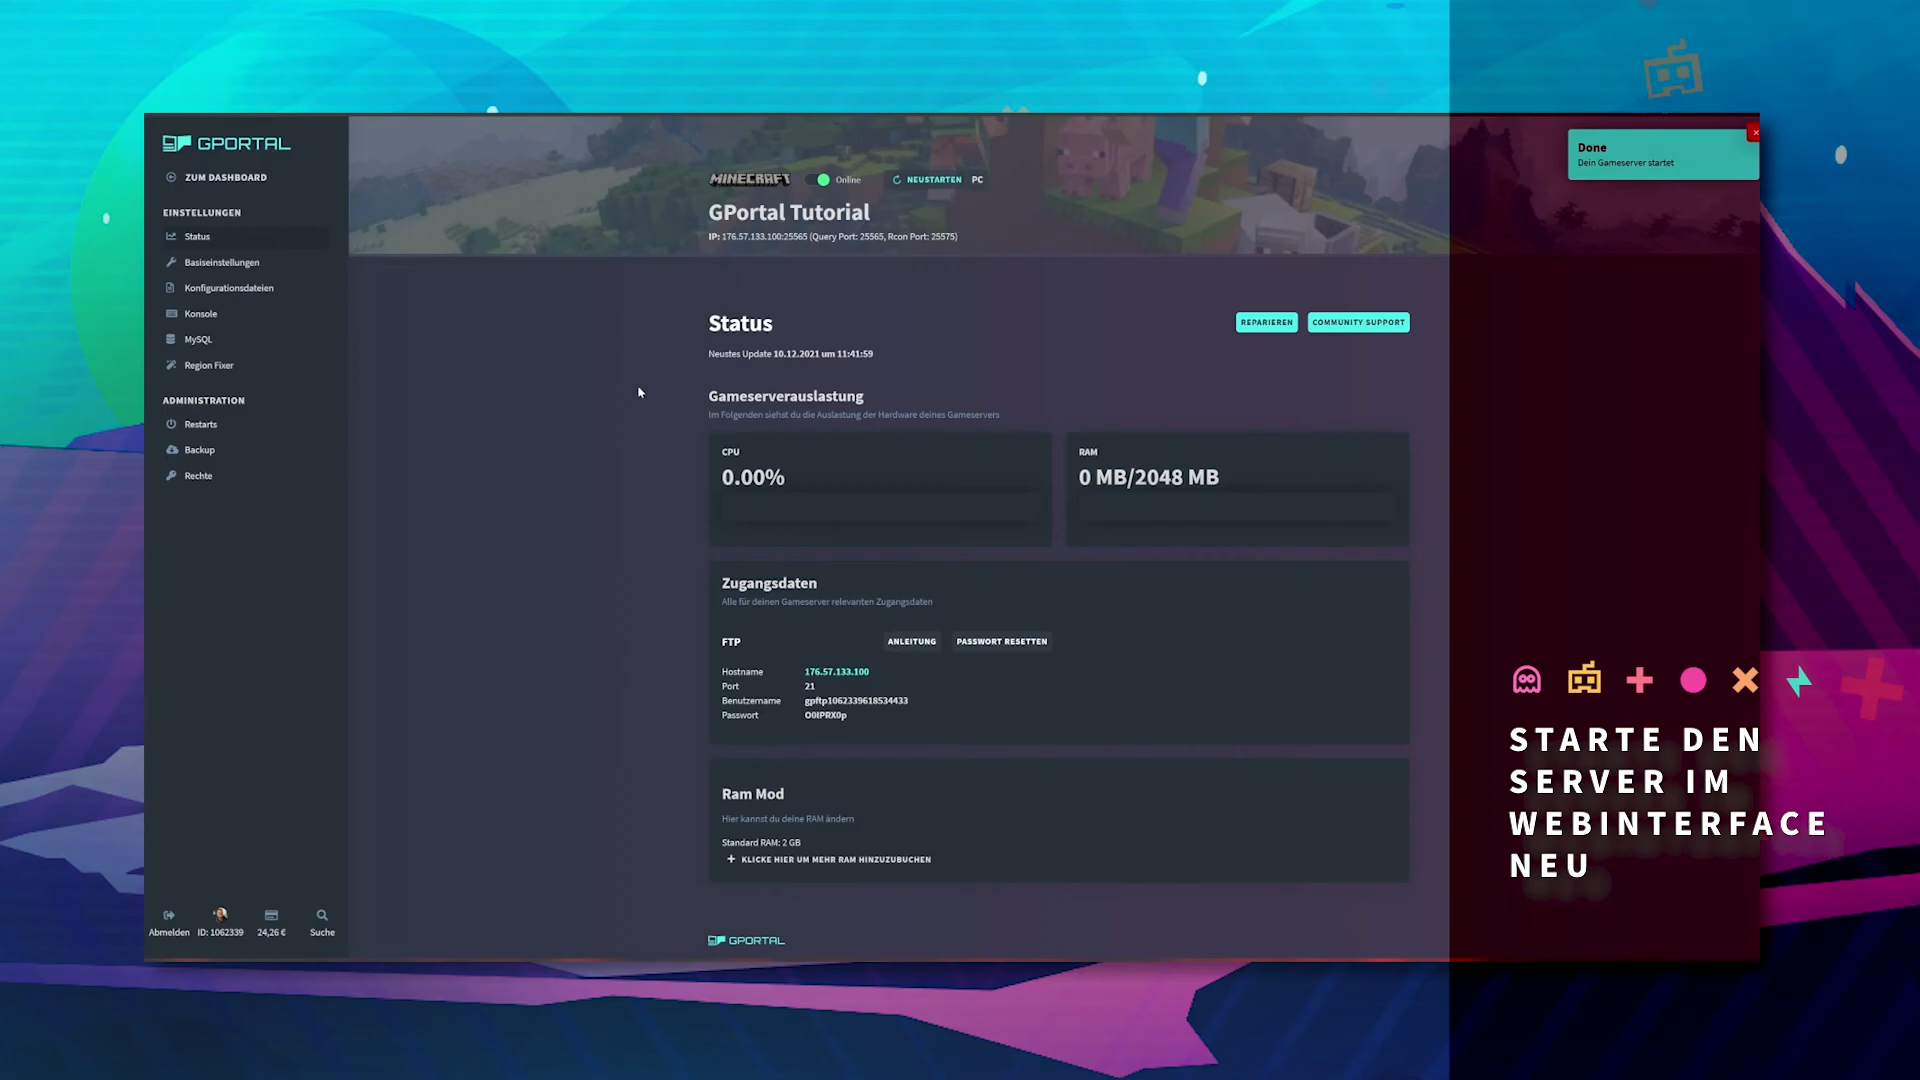 GPORTAL
ZUM DASHBOARD
EINSTELLUNGEN
Status
Basiseinstellungen
Konfigurationsdateien
Konsole
MySQL
Region Fixer
ADMINISTRATION
Restarts
Backup
Rechte
Abmelden
ID: 1062339
24,26 €
Suche
MINECRAFT
Online
NEUSTARTEN
PC
GPortal Tutorial
IP: 176.57.133.100:25565 (Query Port: 25565, Rcon Port: 25575)
Done
Dein Gameserver startet
Status
REPARIEREN
COMMUNITY SUPPORT
Neustes Update 10.12.2021 um 11:41:59
Gameserverauslastung
Im Folgenden siehst du die Auslastung der Hardware deines Gameservers
CPU
0.00%
RAM
0 MB/2048 MB
Zugangsdaten
Alle für deinen Gameserver relevanten Zugangsdaten
FTP
ANLEITUNG
PASSWORT RESETTEN
Hostname 176.57.133.100
Port 21
Benutzername gpftp1062339618534433
Passwort O0IPRX0p
Ram Mod
Hier kannst du deine RAM ändern
Standard RAM: 2 GB
+ KLICKE HIER UM MEHR RAM HINZUZUBUCHEN
GPORTAL
STARTE DEN
SERVER IM
WEBINTERFACE
NEU